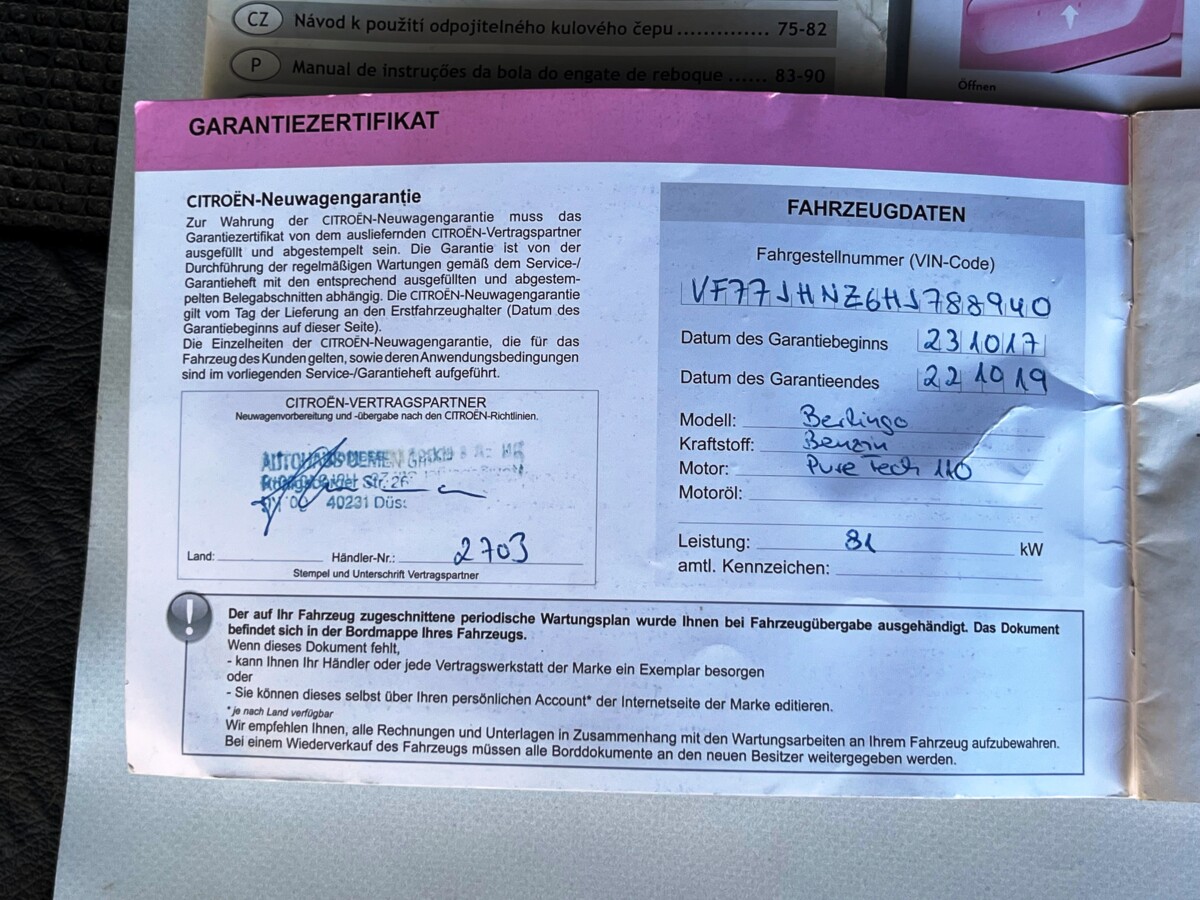 CZ Návod k použití odpojitelného kulového čepu .............. 75-82
P Manual de instruções da bola do engate de reboque ...... 83-90
Öffnen
GARANTIEZERTIFIKAT
CITROËN-Neuwagengarantie
Zur Wahrung der CITROËN-Neuwagengarantie muss das
Garantiezertifikat von dem ausliefernden CITROËN-Vertragspartner
ausgefüllt und abgestempelt sein. Die Garantie ist von der
Durchführung der regelmäßigen Wartungen gemäß dem Service-/
Garantieheft mit den entsprechend ausgefüllten und abgestem-
pelten Belegabschnitten abhängig. Die CITROËN-Neuwagengarantie
gilt vom Tag der Lieferung an den Erstfahrzeughalter (Datum des
Garantiebeginns auf dieser Seite).
Die Einzelheiten der CITROËN-Neuwagengarantie, die für das
Fahrzeug des Kunden gelten, sowie deren Anwendungsbedingungen
sind im vorliegenden Service-/Garantieheft aufgeführt.
CITROËN-VERTRAGSPARTNER
Neuwagenvorbereitung und -übergabe nach den CITROËN-Richtlinien.
AUTOHAUS
Str. 26
40231 Düs
Land: Händler-Nr.: 2703
Stempel und Unterschrift Vertragspartner
FAHRZEUGDATEN
Fahrgestellnummer (VIN-Code)
VF77JHNZ6HJ788940
Datum des Garantiebeginns 231017
Datum des Garantieendes 221019
Modell: Berlingo
Kraftstoff: Benzin
Motor: Pure Tech 110
Motoröl:
Leistung: 81 kW
amtl. Kennzeichen:
! Der auf Ihr Fahrzeug zugeschnittene periodische Wartungsplan wurde Ihnen bei Fahrzeugübergabe ausgehändigt. Das Dokument
befindet sich in der Bordmappe Ihres Fahrzeugs.
Wenn dieses Dokument fehlt,
- kann Ihnen Ihr Händler oder jede Vertragswerkstatt der Marke ein Exemplar besorgen
oder
- Sie können dieses selbst über Ihren persönlichen Account* der Internetseite der Marke editieren.
* je nach Land verfügbar
Wir empfehlen Ihnen, alle Rechnungen und Unterlagen in Zusammenhang mit den Wartungsarbeiten an Ihrem Fahrzeug aufzubewahren.
Bei einem Wiederverkauf des Fahrzeugs müssen alle Borddokumente an den neuen Besitzer weitergegeben werden.